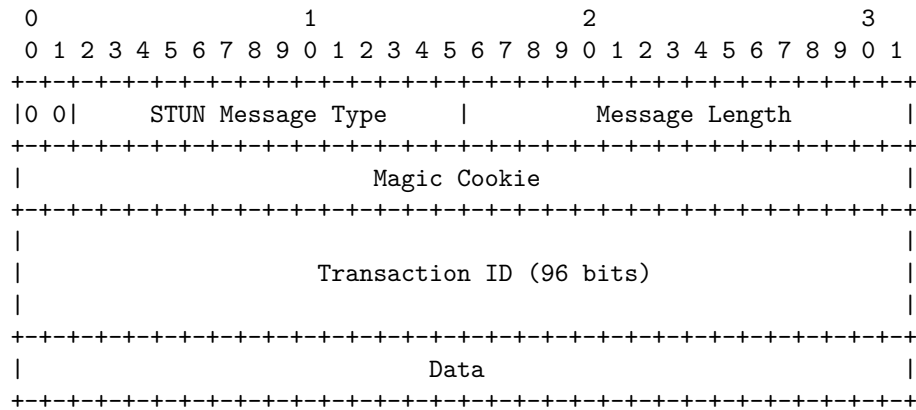 0                   1                   2                   3
 0 1 2 3 4 5 6 7 8 9 0 1 2 3 4 5 6 7 8 9 0 1 2 3 4 5 6 7 8 9 0 1
+-+-+-+-+-+-+-+-+-+-+-+-+-+-+-+-+-+-+-+-+-+-+-+-+-+-+-+-+-+-+-+-+
|0 0|     STUN Message Type     |         Message Length        |
+-+-+-+-+-+-+-+-+-+-+-+-+-+-+-+-+-+-+-+-+-+-+-+-+-+-+-+-+-+-+-+-+
|                         Magic Cookie                          |
+-+-+-+-+-+-+-+-+-+-+-+-+-+-+-+-+-+-+-+-+-+-+-+-+-+-+-+-+-+-+-+-+
|                                                               |
|                     Transaction ID (96 bits)                  |
|                                                               |
+-+-+-+-+-+-+-+-+-+-+-+-+-+-+-+-+-+-+-+-+-+-+-+-+-+-+-+-+-+-+-+-+
|                             Data                              |
+-+-+-+-+-+-+-+-+-+-+-+-+-+-+-+-+-+-+-+-+-+-+-+-+-+-+-+-+-+-+-+-+